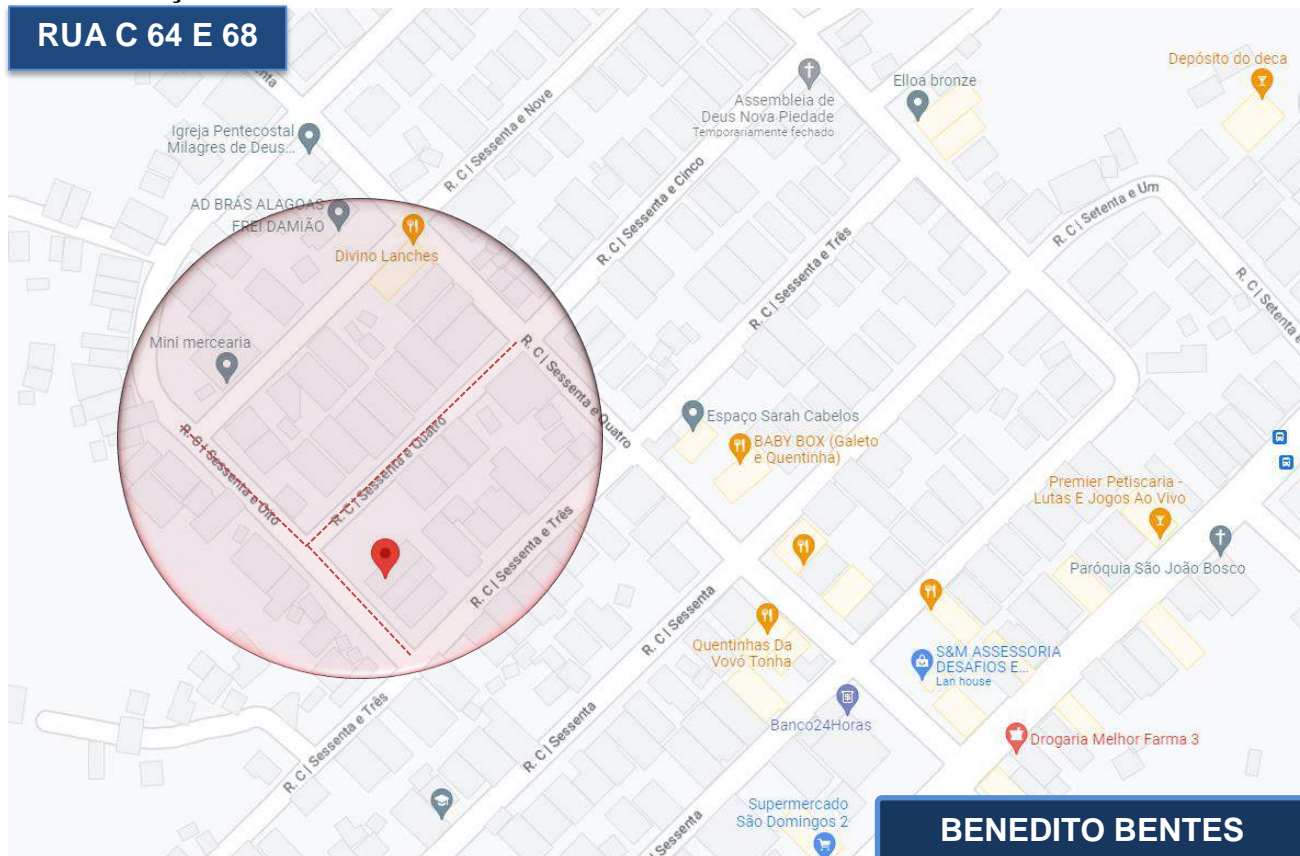 RUA C 64 E 68
Depósito do deca
Elloa bronze
Assembleia de
Deus Nova Piedade
Temporariamente fechado
Igreja Pentecostal
Milagres de Deus...
R. C | Sessenta e Nove
R. C | Sessenta e Cinco
R. C | Setenta e Um
AD BRÁS ALAGOAS
FREI DAMIÃO
Divino Lanches
R. C | Sessenta e Três
R. C | Setenta e
Mini mercearia
R. C | Sessenta e Quatro
Espaço Sarah Cabelos
R. C | Sessenta e Oito
R. C | Sessenta e Quatro
BABY BOX (Galeto
e Quentinha)
Premier Petiscaria -
Lutas E Jogos Ao Vivo
R. C | Sessenta e Três
Paróquia São João Bosco
R. C | Sessenta
Quentinhas Da
Vovó Tonha
S&M ASSESSORIA
DESAFIOS E...
Lan house
Banco24Horas
R. C | Sessenta e Três
R. C | Sessenta
Drogaria Melhor Farma 3
Supermercado
São Domingos 2
Sessenta
BENEDITO BENTES